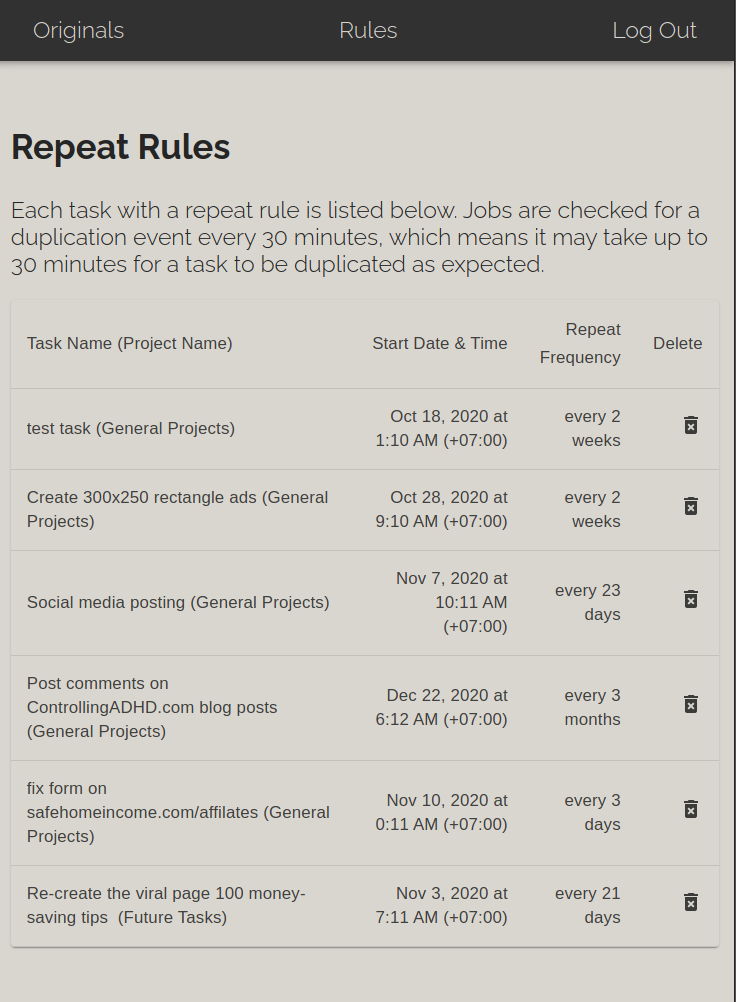 Originals Rules Log Out
Repeat Rules
Each task with a repeat rule is listed below. Jobs are checked for a
duplication event every 30 minutes, which means it may take up to
30 minutes for a task to be duplicated as expected.
Task Name (Project Name) Start Date & Time Repeat Frequency Delete
test task (General Projects)
Oct 18, 2020 at
1:10 AM (+07:00)
every 2
weeks
Create 300x250 rectangle ads (General
Projects)
Oct 28, 2020 at
9:10 AM (+07:00)
every 2
weeks
Social media posting (General Projects)
Nov 7, 2020 at
10:11 AM
(+07:00)
every 23
days
Post comments on
ControllingADHD.com blog posts
(General Projects)
Dec 22, 2020 at
6:12 AM (+07:00)
every 3
months
fix form on
safehomeincome.com/affilates (General
Projects)
Nov 10, 2020 at
0:11 AM (+07:00)
every 3
days
Re-create the viral page 100 money-
saving tips  (Future Tasks)
Nov 3, 2020 at
7:11 AM (+07:00)
every 21
days